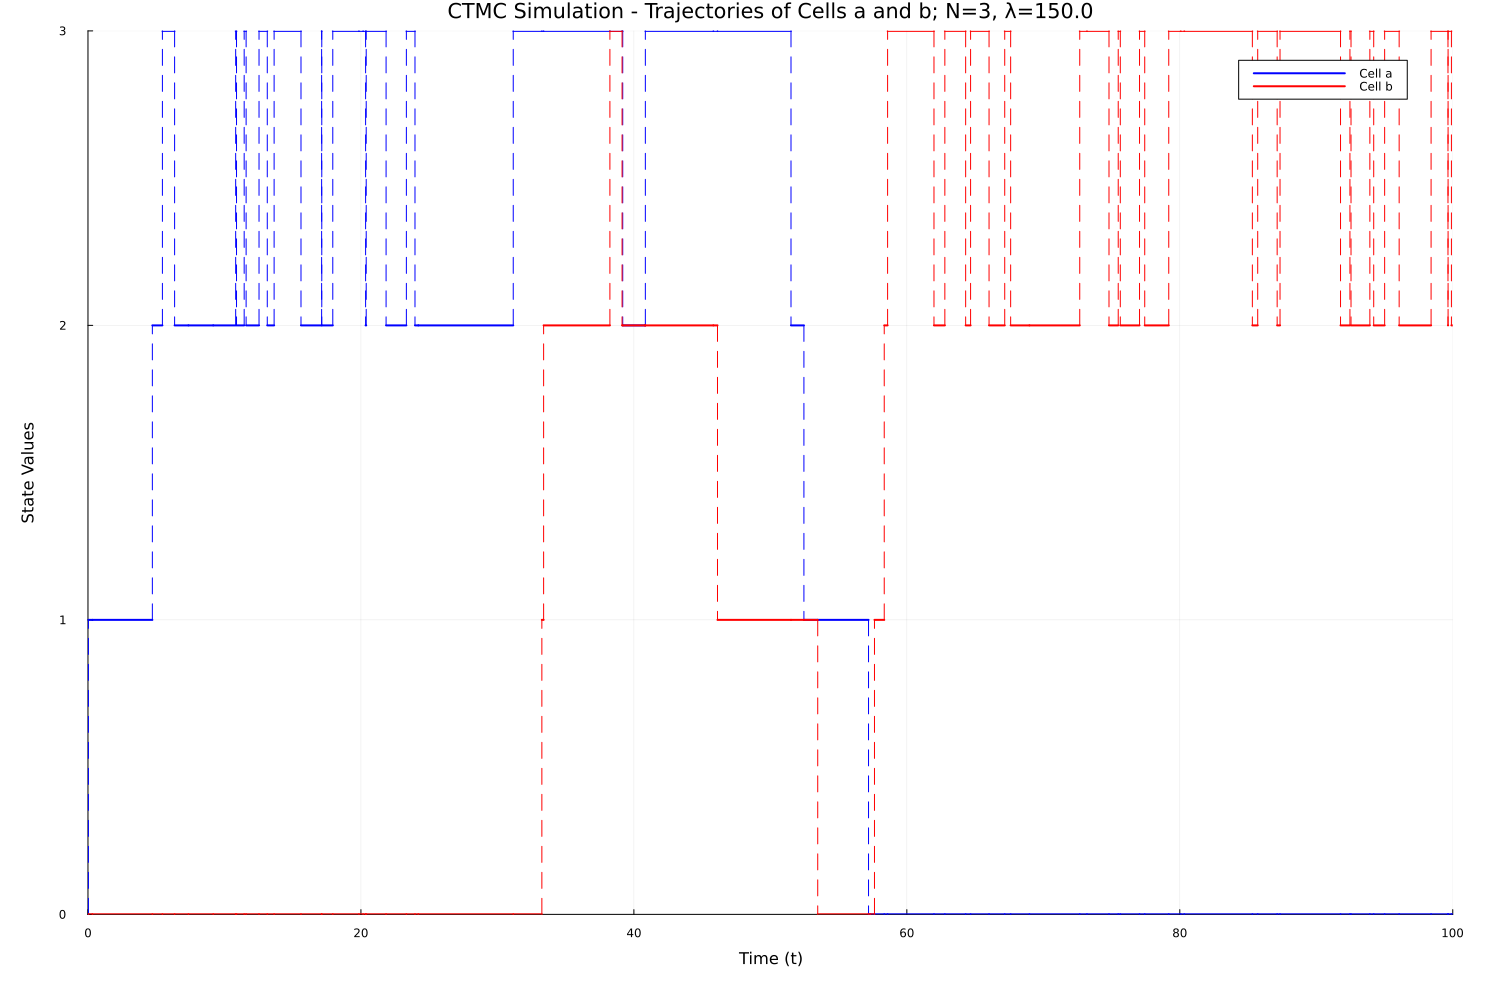 CTMC Simulation - Trajectories of Cells a and b; N=3, λ=150.0
3
Cell a
Cell b
2
State Values
1
0
0 20 40 60 80 100
Time (t)